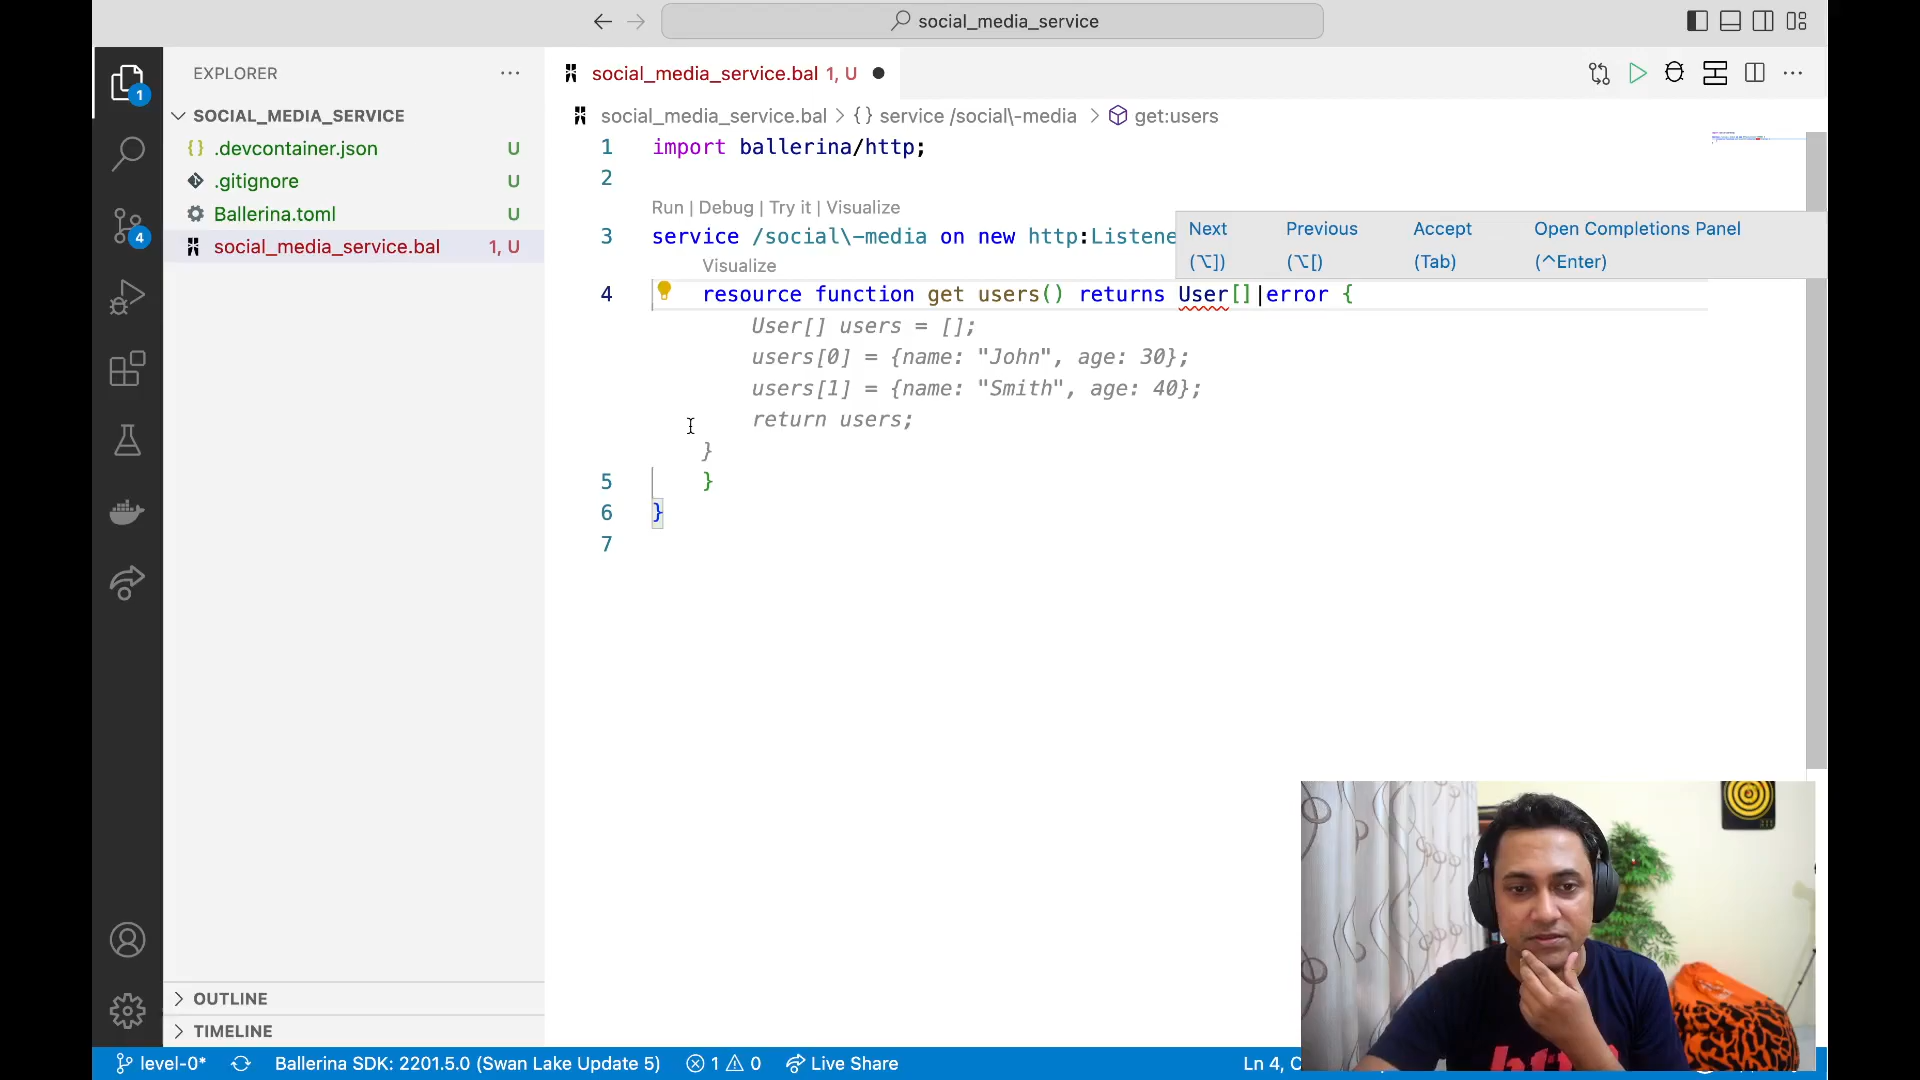 social_media_service
EXPLORER
SOCIAL_MEDIA_SERVICE
.devcontainer.json U
.gitignore U
Ballerina.toml U
social_media_service.bal 1, U
OUTLINE
TIMELINE
1
4
social_media_service.bal 1, U
social_media_service.bal > {} service /social\-media > get:users
1 import ballerina/http;
2
Run | Debug | Try it | Visualize
3 service /social\-media on new http:Listene
Next Previous Accept Open Completions Panel
(⌥]) (⌥[) (Tab) (^Enter)
Visualize
4 resource function get users() returns User[]|error {
User[] users = [];
users[0] = {name: "John", age: 30};
users[1] = {name: "Smith", age: 40};
return users;
}
5 }
6 }
7
level-0* Ballerina SDK: 2201.5.0 (Swan Lake Update 5) 1 0 Live Share Ln 4, C